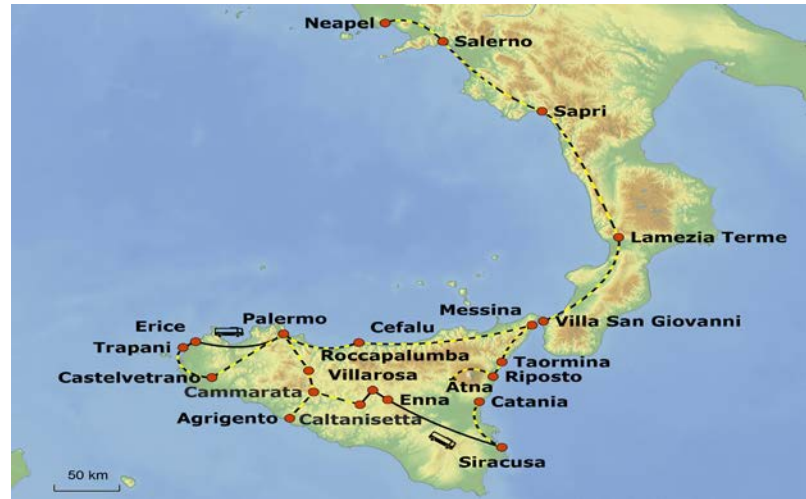 Neapel
Salerno
Sapri
Lamezia Terme
Messina
Villa San Giovanni
Erice
Palermo
Cefalu
Trapani
Roccapalumba
Taormina
Castelvetrano
Villarosa
Ätna
Riposto
Cammarata
Enna
Catania
Agrigento
Caltanisetta
Siracusa
50 km